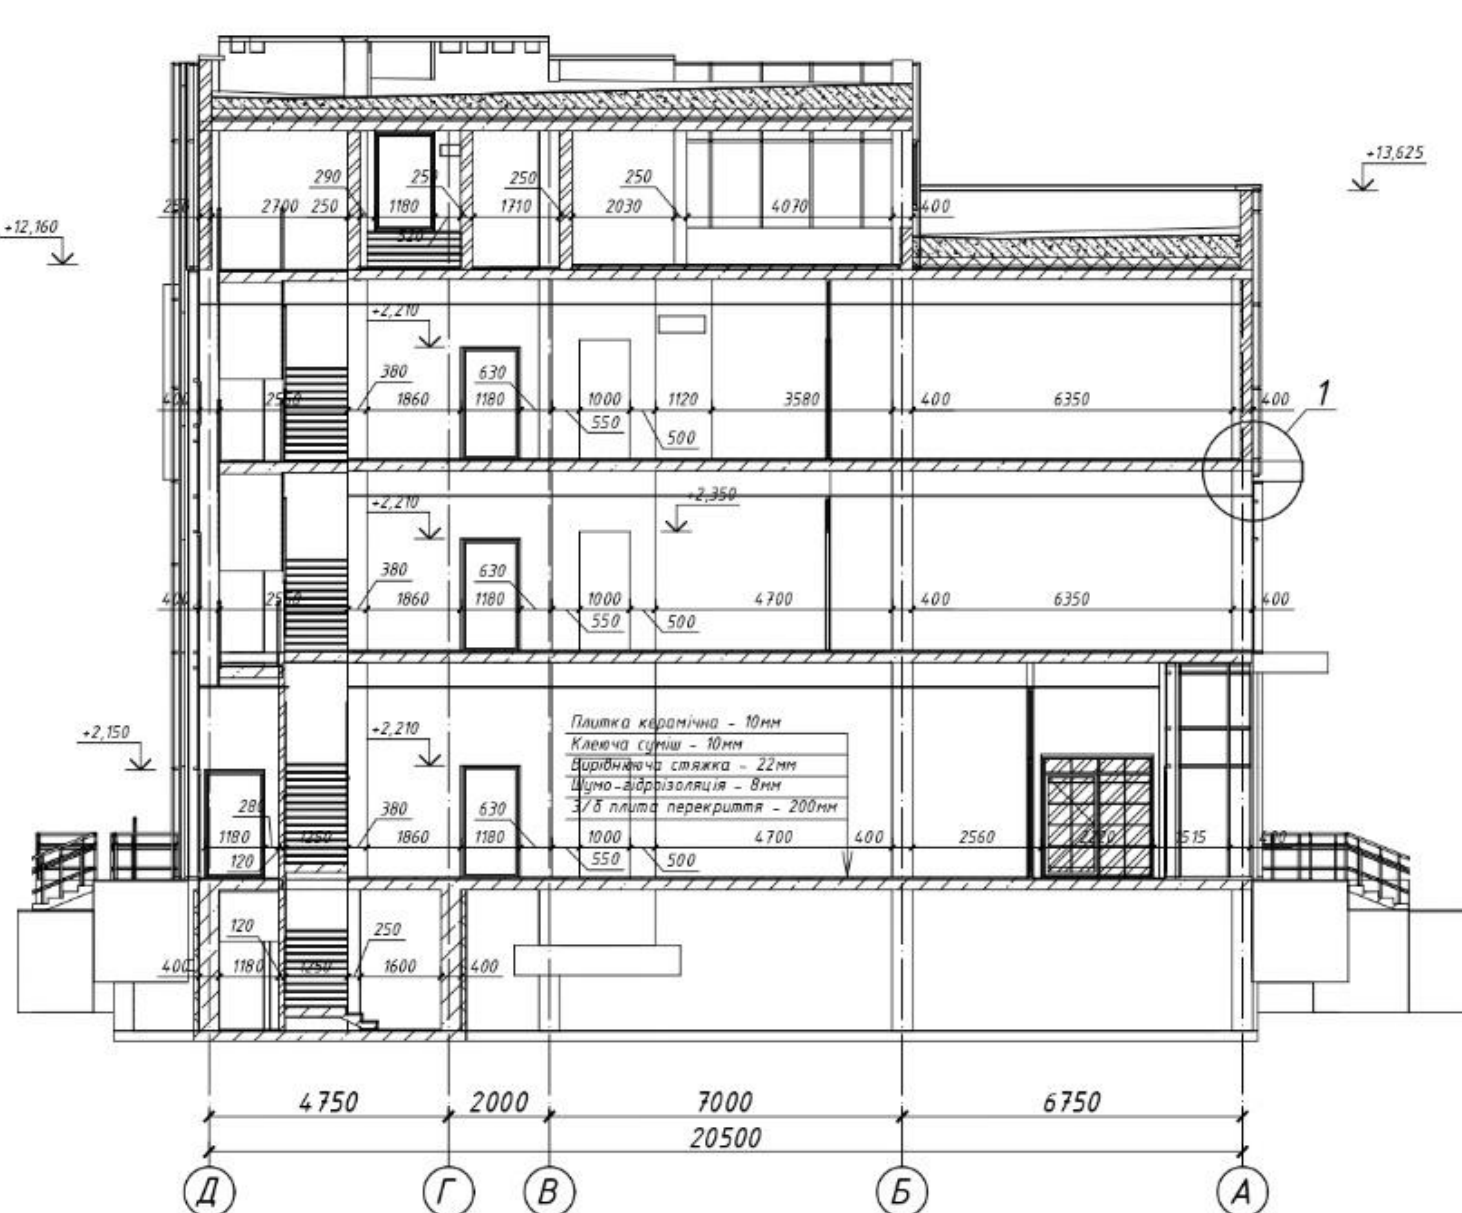 +13,625
290 250 250 250
250 2700 250 1180 1710 2030 4070 400
520
+12,160
+2,210
380 630 1
400 2550 1860 1180 1000 1120 3580 400 6350 400
550 500
+2,210 +2,350
380 630
400 2550 1860 1180 1000 4700 400 6350 400
550 500
Плитка керамічна - 10мм
+2,150 +2,210
Клеюча суміш - 10мм
Вирівнююча стяжка - 22мм
Шумо-гідроізоляція - 8мм
З/б плита перекриття - 200мм
280 380 630
1180 1250 1860 1180 1000 4700 400 2560 1515 400
120 550 500
120 250
400 1180 1250 1600 400
4750 2000 7000 6750
20500
Д Г В Б А